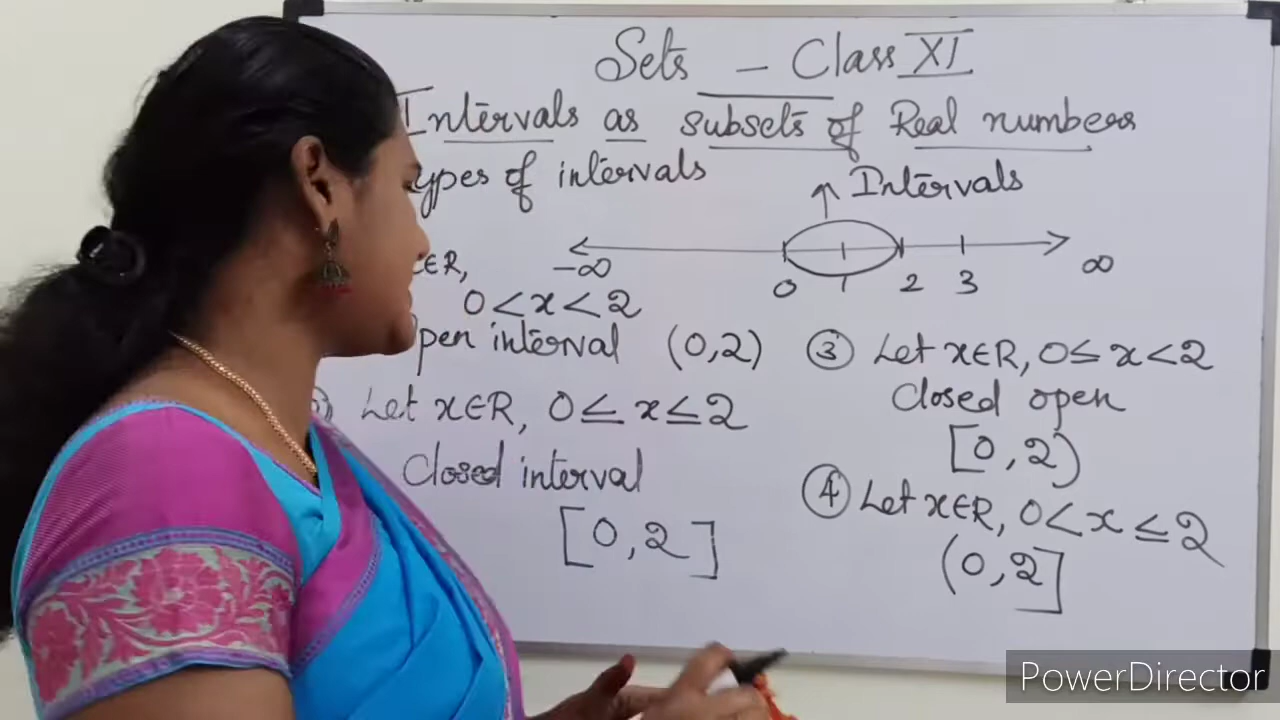 Sets - Class XI
Intervals as subsets of Real numbers
ypes of intervals
↑ Intervals
-∞ 0 1 2 3 ∞
x∈R,
0<x<2
pen interval (0,2)
Let x∈R, 0≤x≤2
Closed interval
[0,2]
③ Let x∈R, 0≤x<2
Closed open
[0,2)
④ Let x∈R, 0<x≤2
(0,2]
PowerDirector